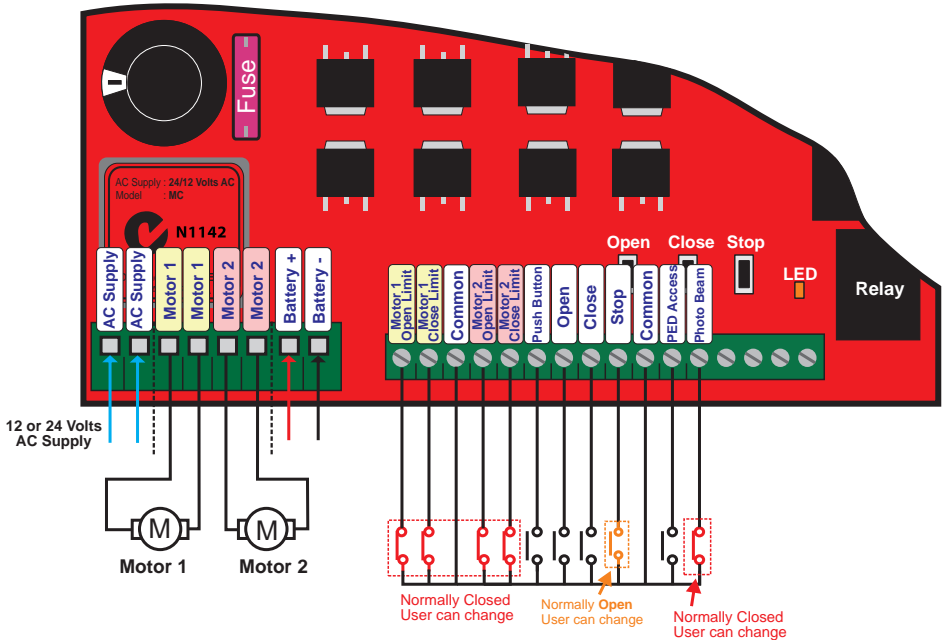 Fuse
AC Supply : 24/12 Volts AC
Model : MC
N1142
Open Close Stop
LED
Relay
AC Supply
AC Supply
Motor 1
Motor 1
Motor 2
Motor 2
Battery +
Battery -
Motor 1
Open Limit
Motor 1
Close Limit
Common
Motor 2
Open Limit
Motor 2
Close Limit
Push Button
Open
Close
Stop
Common
PED Access
Photo Beam
12 or 24 Volts
AC Supply
M
M
Motor 1
Motor 2
Normally Closed
User can change
Normally Open
User can change
Normally Closed
User can change